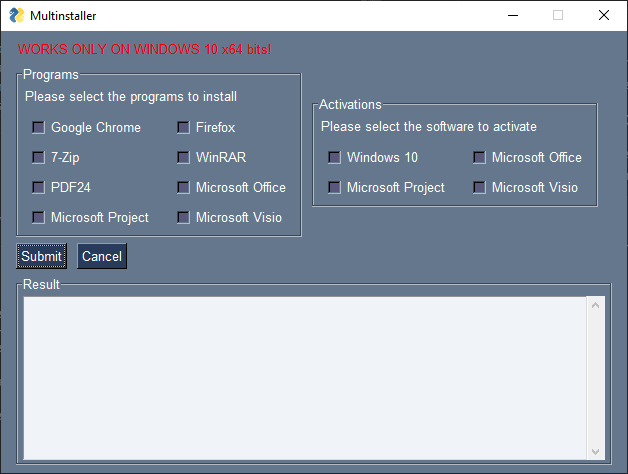 Multinstaller
WORKS ONLY ON WINDOWS 10 x64 bits!
Programs
Please select the programs to install
Google Chrome
Firefox
7-Zip
WinRAR
PDF24
Microsoft Office
Microsoft Project
Microsoft Visio
Activations
Please select the software to activate
Windows 10
Microsoft Office
Microsoft Project
Microsoft Visio
Submit
Cancel
Result